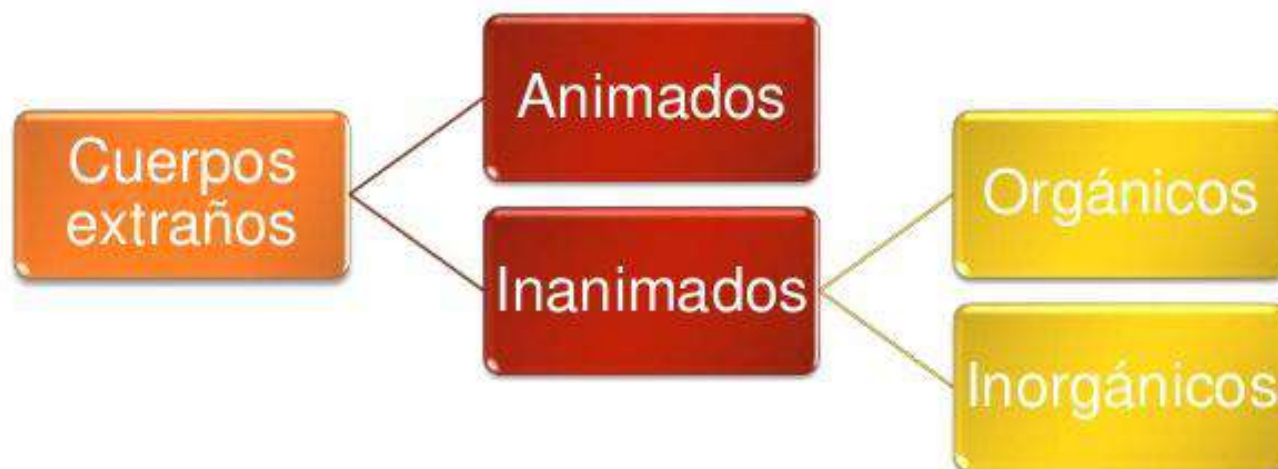 Cuerpos
extraños
Animados
Inanimados
Orgánicos
Inorgánicos